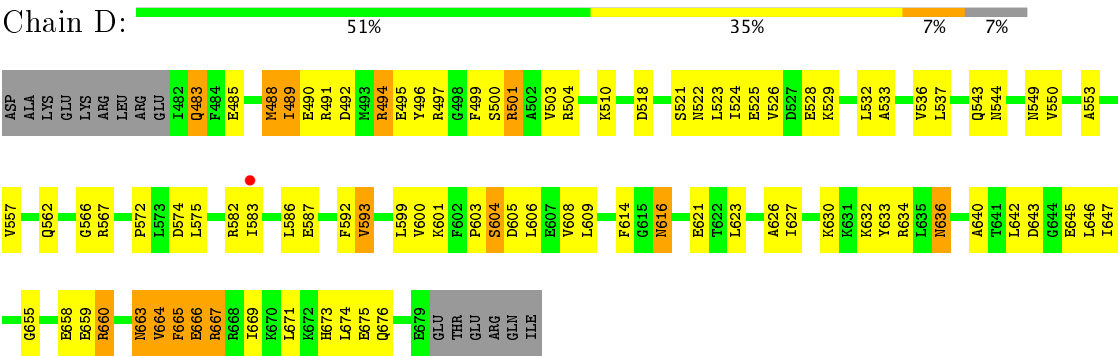 Chain D:
51% 35% 7% 7%
ASP ALA LYS GLU LYS ARG LEU ARG GLU I482 Q483 F484 E485 M488 I489 E490 R491 D492 M493 R494 E495 Y496 R497 G498 F499 S500 R501 A502 V503 R504 K510 D518 S521 N522 L523 I524 E525 V526 D527 E528 K529 L532 A533 V536 L537 Q543 N544 N549 V550 A553
V557 Q562 G566 R567 P572 L573 D574 L575 R582 I583 L586 E587 F592 V593 L599 V600 K601 F602 P603 S604 D605 L606 E607 V608 L609 F614 G615 N616 E621 T622 L623 A626 I627 K630 K631 K632 Y633 R634 L635 N636 A640 T641 L642 D643 G644 E645 L646 I647
G655 E658 E659 R660 N663 V664 F665 E666 R667 R668 I669 K670 L671 K672 H673 L674 E675 Q676 E679 GLU THR GLU ARG GLN ILE